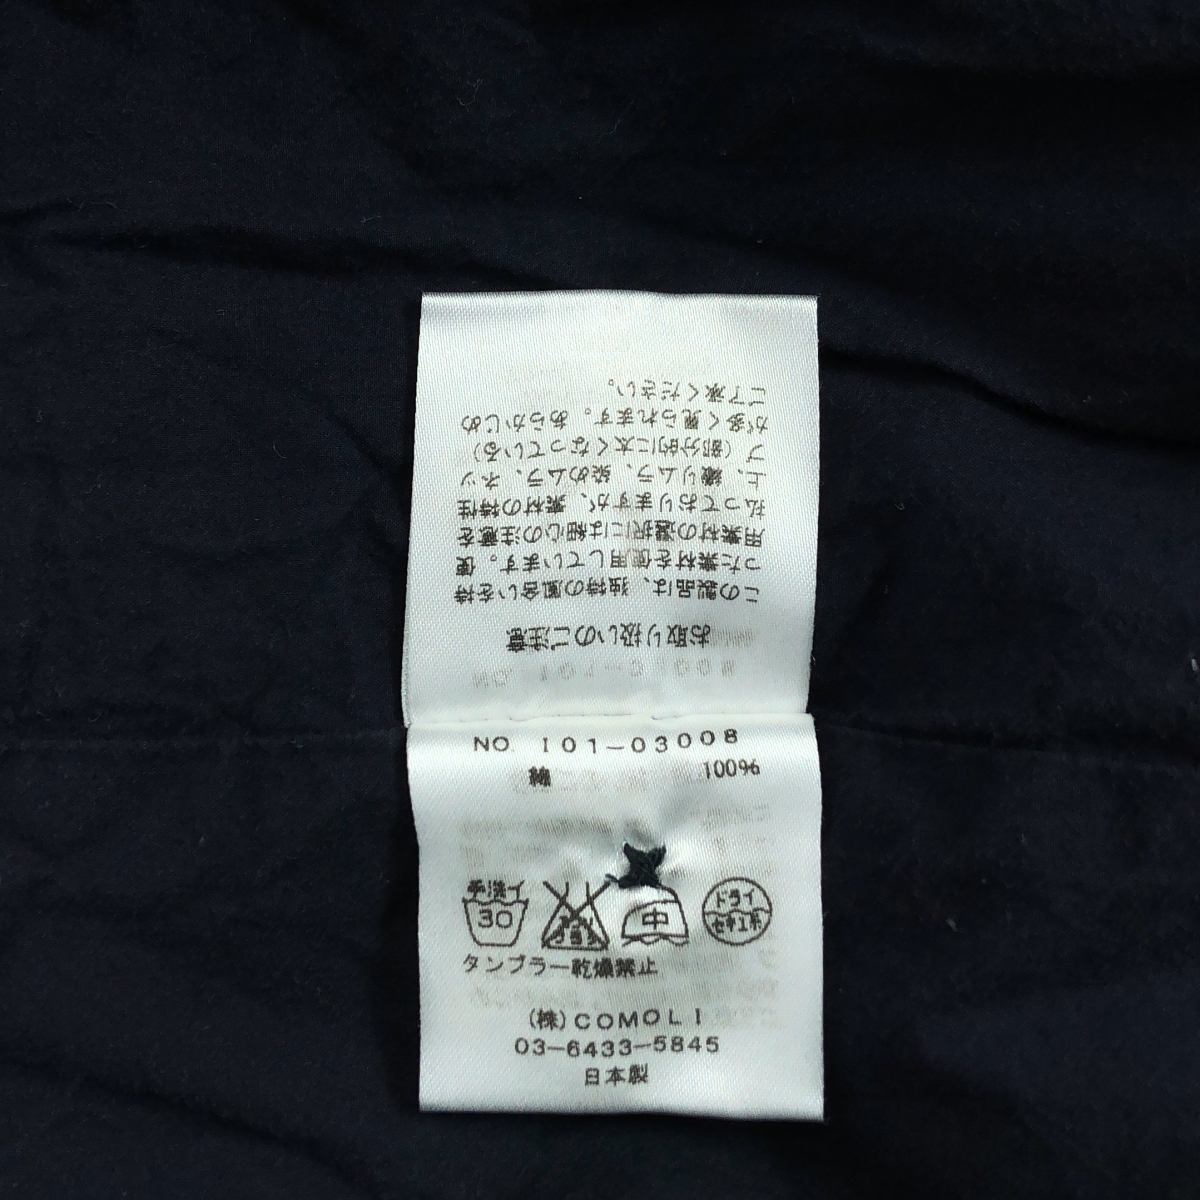 お取り扱いのご注意
この製品は、独特の風合いを持
った素材を使用しています。使
用素材の選択には細心の注意を
払っておりますが、素材の特性
上、織りムラ、染めムラ、ネッ
プ（部分的に太くなっている）
が多く見られます。あらかじめ
ご了承ください。
NO. I01-03008
綿 100%
手洗イ
30
中
ドライ
セキユ系
タンブラー乾燥禁止
(株)COMOLI
03-6433-5845
日本製